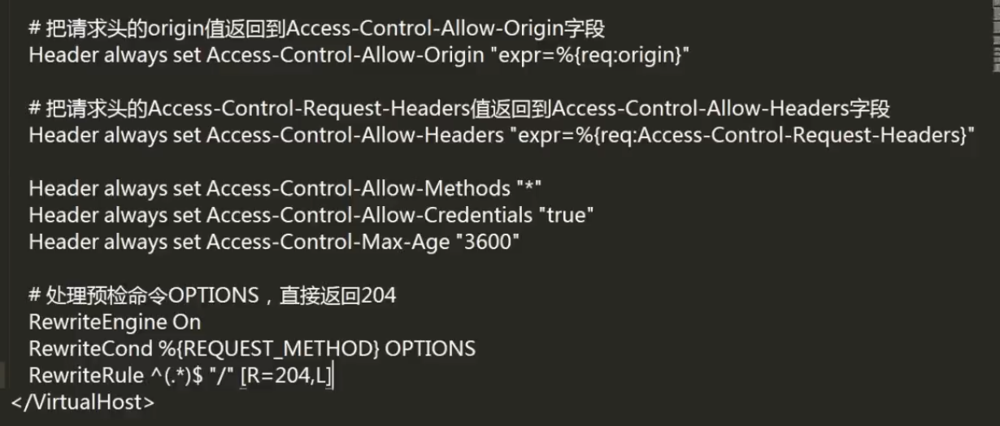 # 把请求头的origin值返回到Access-Control-Allow-Origin字段
Header always set Access-Control-Allow-Origin "expr=%{req:origin}"
# 把请求头的Access-Control-Request-Headers值返回到Access-Control-Allow-Headers字段
Header always set Access-Control-Allow-Headers "expr=%{req:Access-Control-Request-Headers}"
Header always set Access-Control-Allow-Methods "*"
Header always set Access-Control-Allow-Credentials "true"
Header always set Access-Control-Max-Age "3600"
# 处理预检命令OPTIONS，直接返回204
RewriteEngine On
RewriteCond %{REQUEST_METHOD} OPTIONS
RewriteRule ^(.*)$ "/" [R=204,L]
</VirtualHost>